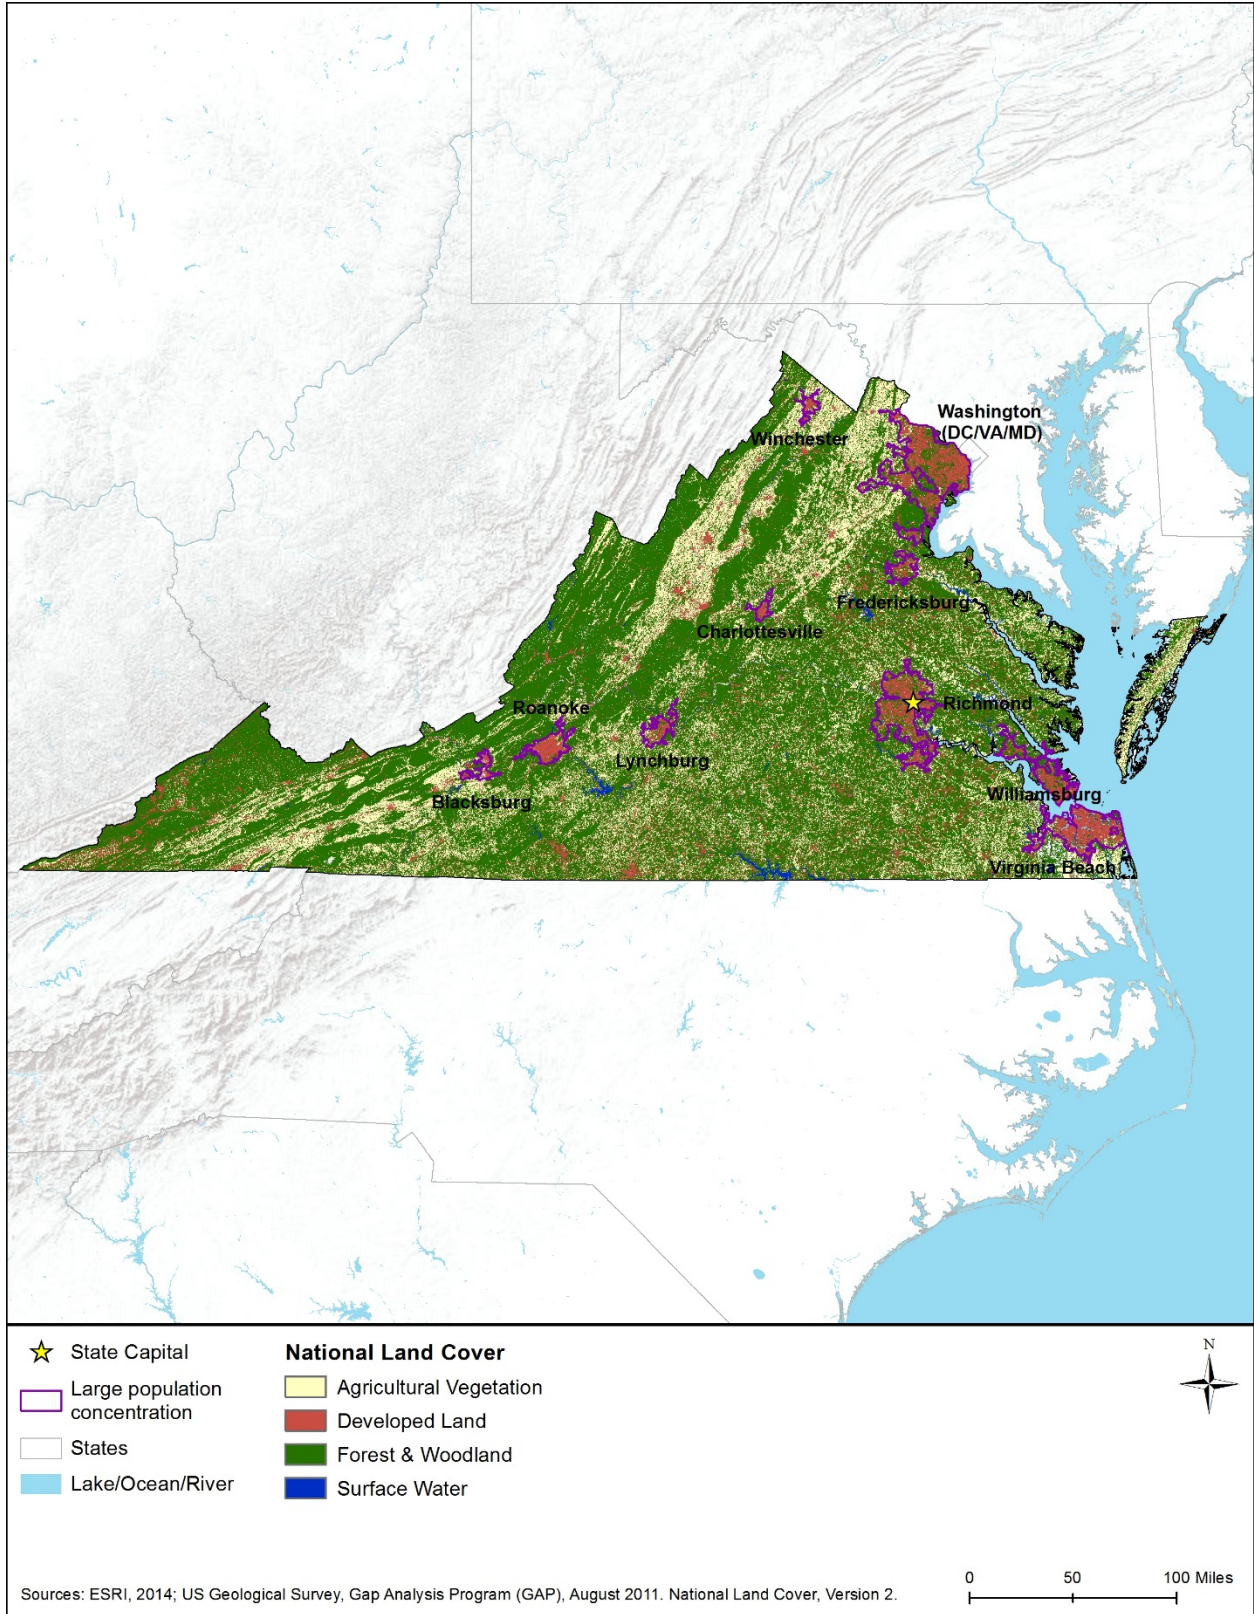 Washington
(DC/VA/MD)
Winchester
Fredericksburg
Charlottesville
Richmond
Roanoke
Lynchburg
Blacksburg
Williamsburg
Virginia Beach
State Capital
Large population
concentration
States
Lake/Ocean/River
National Land Cover
Agricultural Vegetation
Developed Land
Forest & Woodland
Surface Water
N
Sources: ESRI, 2014; US Geological Survey, Gap Analysis Program (GAP), August 2011. National Land Cover, Version 2.
0 50 100 Miles